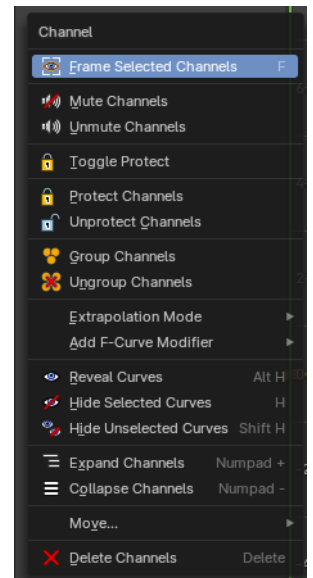 Channel
Frame Selected Channels F
Mute Channels
Unmute Channels
Toggle Protect
Protect Channels
Unprotect Channels
Group Channels
Ungroup Channels
Extrapolation Mode
Add F-Curve Modifier
Reveal Curves Alt H
Hide Selected Curves H
Hide Unselected Curves Shift H
Expand Channels Numpad +
Collapse Channels Numpad -
Move...
Delete Channels Delete